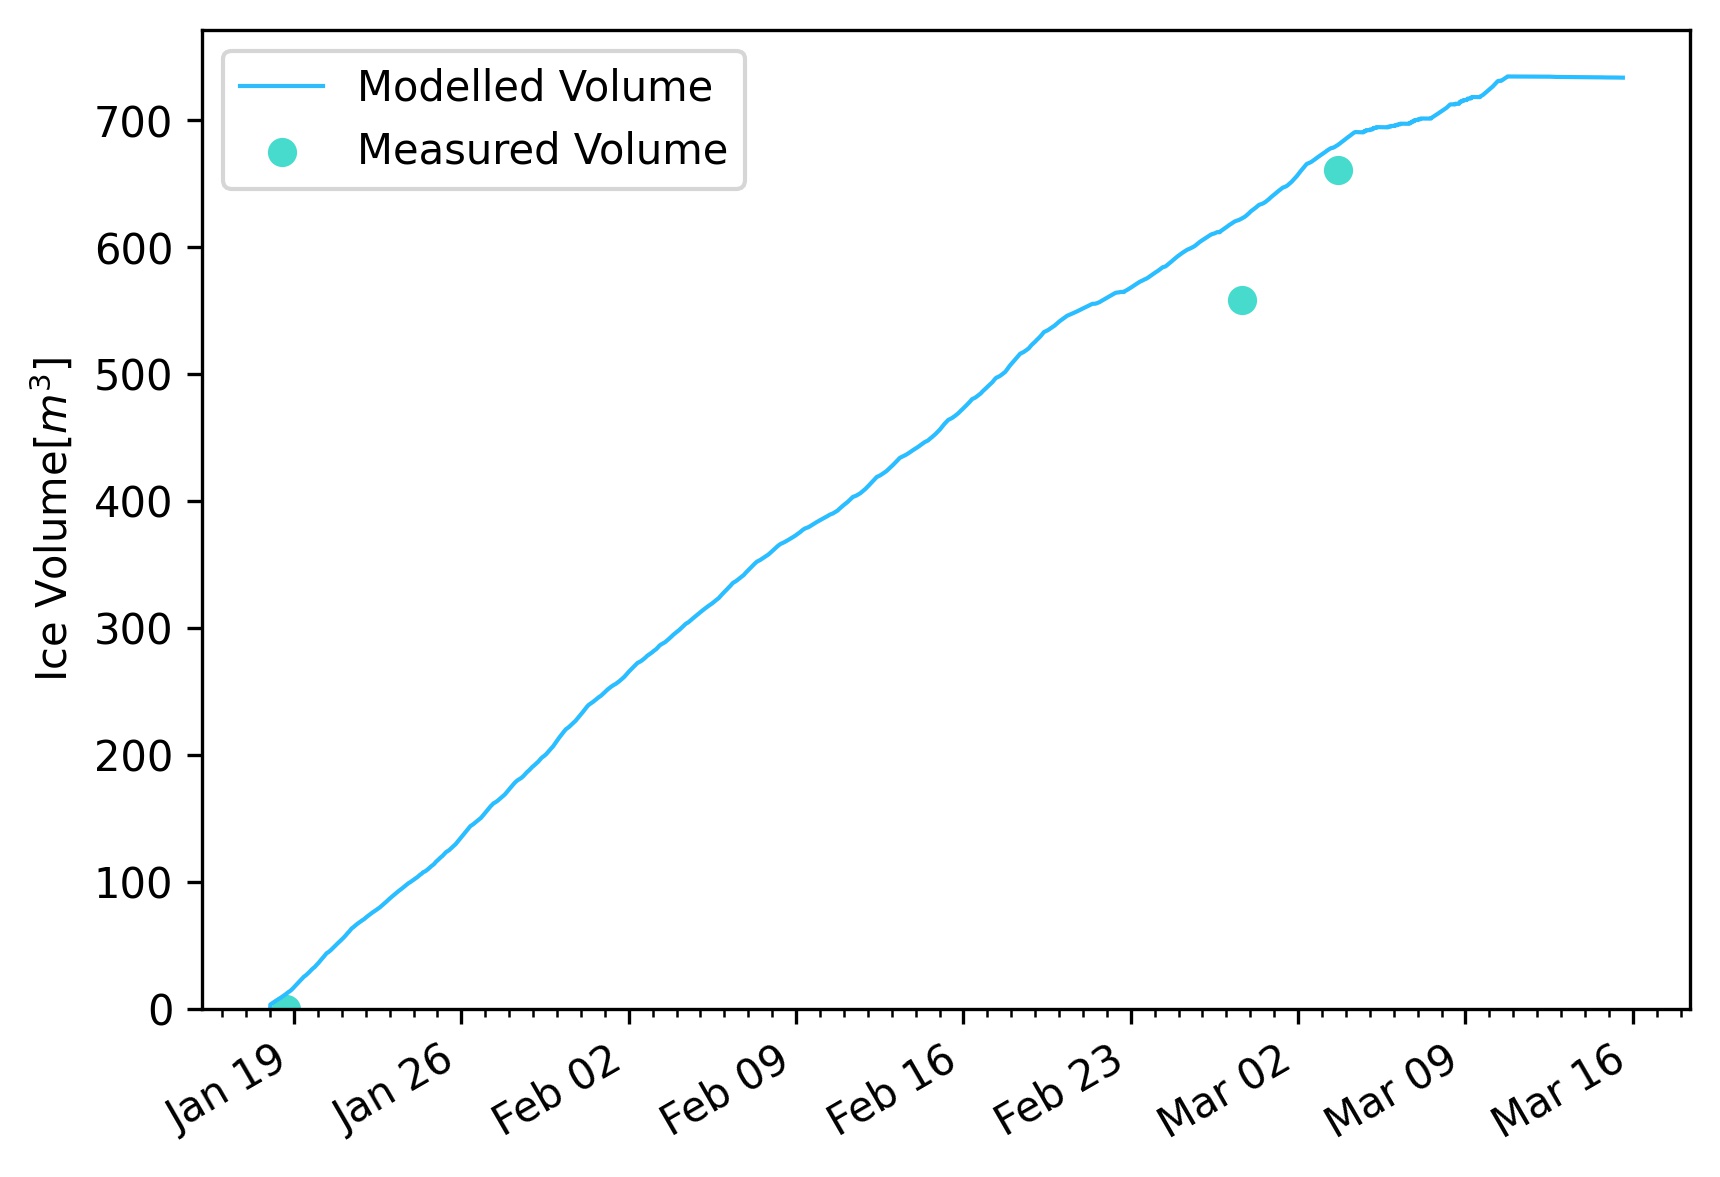 Modelled Volume
Measured Volume
700
600
500
400
300
200
100
0
Ice Volume[m³]
Jan 19
Jan 26
Feb 02
Feb 09
Feb 16
Feb 23
Mar 02
Mar 09
Mar 16